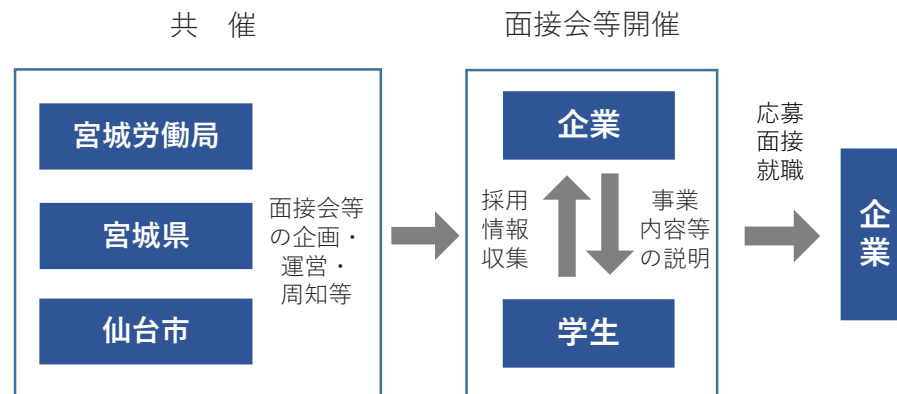 共　催
宮城労働局
宮城県
仙台市
面接会等
の企画・
運営・
周知等
面接会等開催
企業
採用
情報
収集
事業
内容等
の説明
学生
応募
面接
就職
企
業